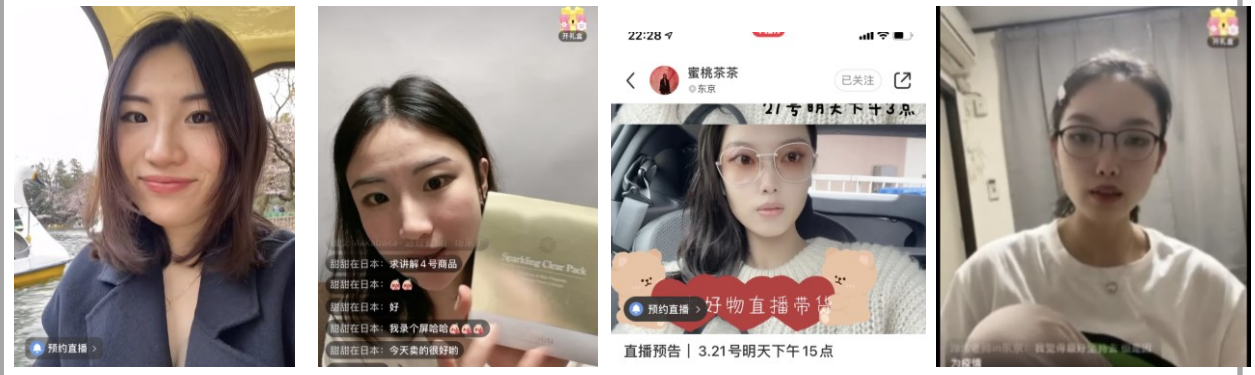 预约直播 >
开礼盒
Sparkling Clear Pack
甜甜在日本：求讲解4号商品
甜甜在日本：
甜甜在日本：好
甜甜在日本：我录个屏哈哈
甜甜在日本：今天卖的很好哟
22:28
蜜桃茶茶
东京
已关注
27号明天下午3点
预约直播 >
好物直播带货
直播预告｜3.21号明天下午15点
开礼盒
为疫情